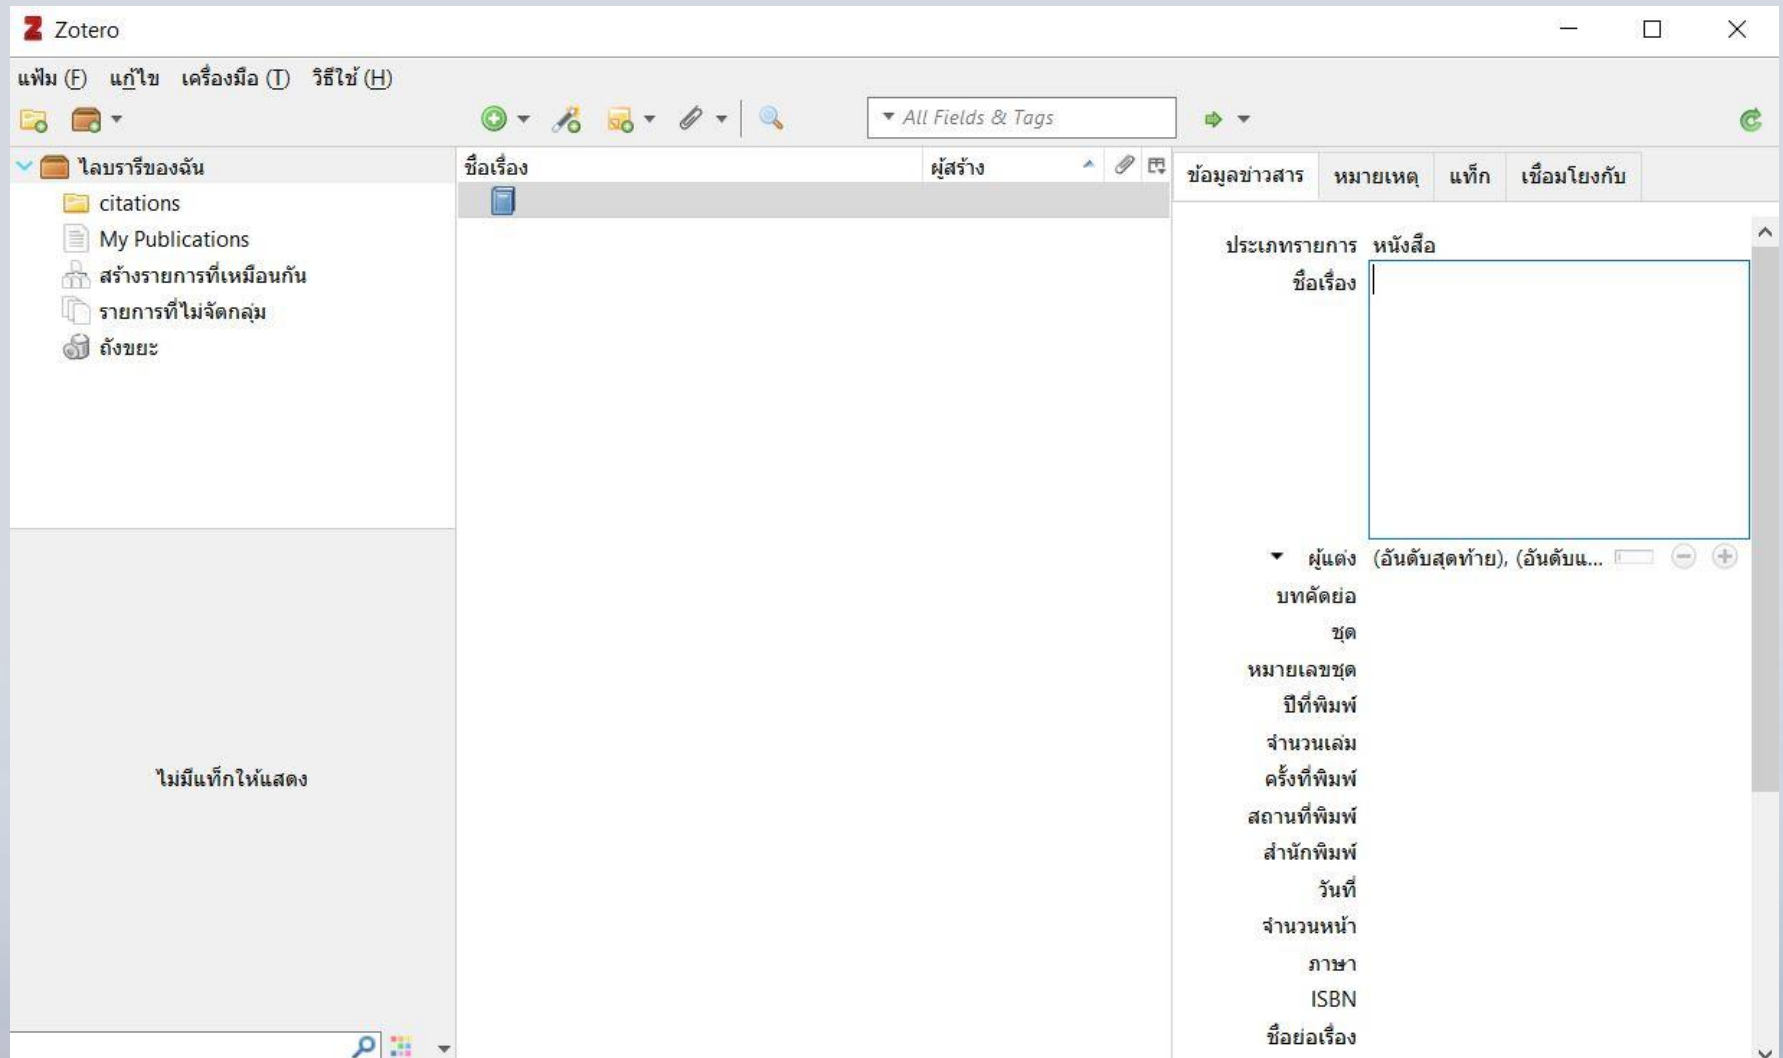 Zotero
แฟ้ม (F) แก้ไข เครื่องมือ (T) วิธีใช้ (H)
All Fields & Tags
ไลบรารีของฉัน
citations
My Publications
สร้างรายการที่เหมือนกัน
รายการที่ไม่จัดกลุ่ม
ถังขยะ
ไม่มีแท็กให้แสดง
ชื่อเรื่อง ผู้สร้าง
ข้อมูลข่าวสาร หมายเหตุ แท็ก เชื่อมโยงกับ
ประเภทรายการ หนังสือ
ชื่อเรื่อง
ผู้แต่ง (อันดับสุดท้าย), (อันดับแ...
บทคัดย่อ
ชุด
หมายเลขชุด
ปีที่พิมพ์
จำนวนเล่ม
ครั้งที่พิมพ์
สถานที่พิมพ์
สำนักพิมพ์
วันที่
จำนวนหน้า
ภาษา
ISBN
ชื่อย่อเรื่อง